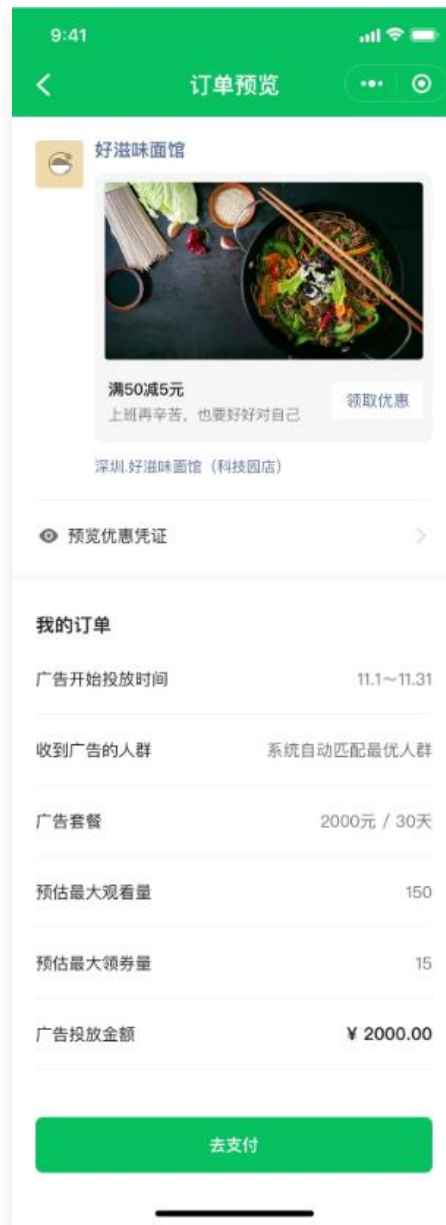 9:41
订单预览
好滋味面馆
满50减5元
上班再辛苦，也要好好对自己
领取优惠
深圳.好滋味面馆（科技园店）
预览优惠凭证
我的订单
广告开始投放时间 11.1～11.31
收到广告的人群 系统自动匹配最优人群
广告套餐 2000元 / 30天
预估最大观看量 150
预估最大领券量 15
广告投放金额 ¥ 2000.00
去支付